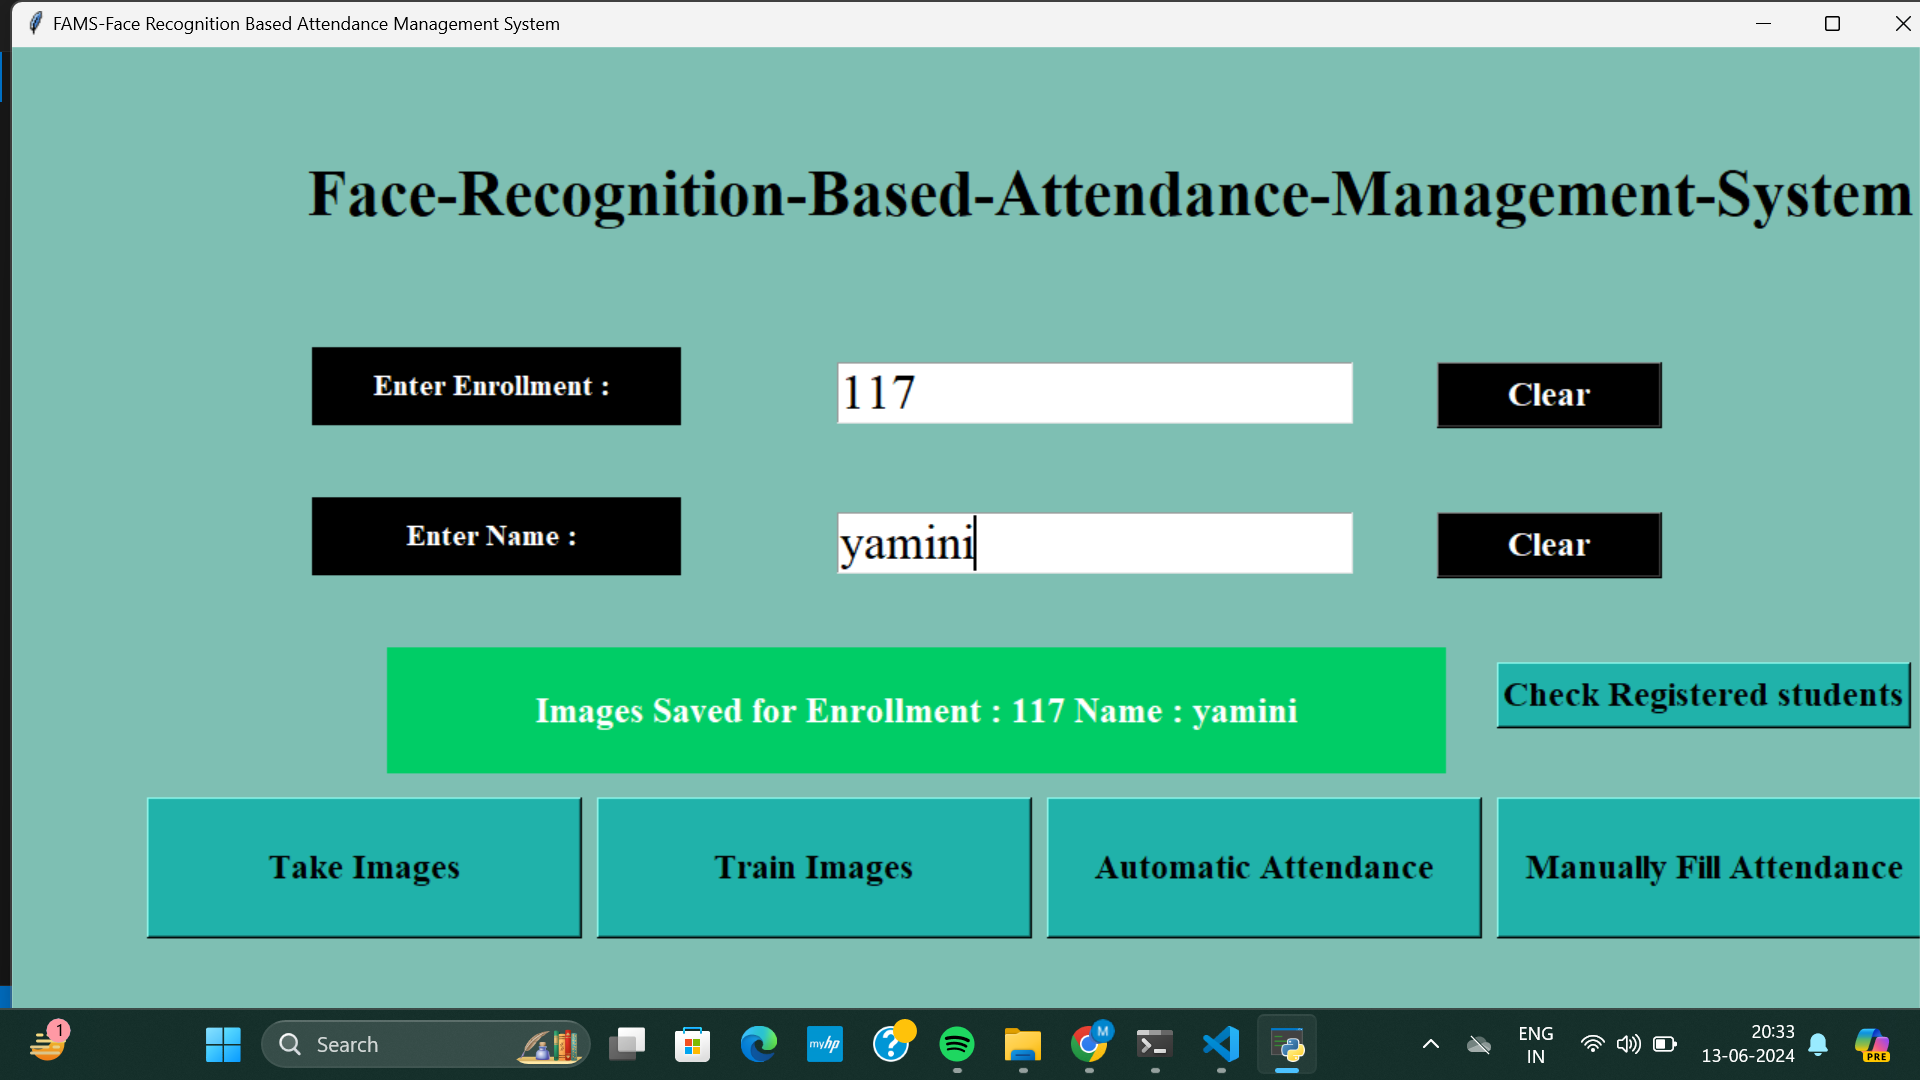 FAMS-Face Recognition Based Attendance Management System
Face-Recognition-Based-Attendance-Management-System
Enter Enrollment :
117
Clear
Enter Name :
yamini
Clear
Images Saved for Enrollment : 117 Name : yamini
Check Registered students
Take Images
Train Images
Automatic Attendance
Manually Fill Attendance
1
Search
myhp
M
ENG
IN
20:33
13-06-2024
PRE